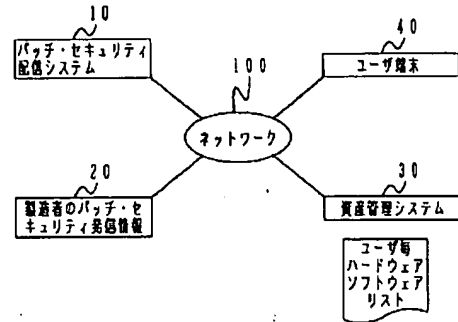 10
パッチ・セキュリティ
配信システム
40
ユーザ端末
100
ネットワーク
20
製造者のパッチ・セ
キュリティ発信情報
30
資産管理システム
ユーザ毎
ハードウェア
ソフトウェア
リスト